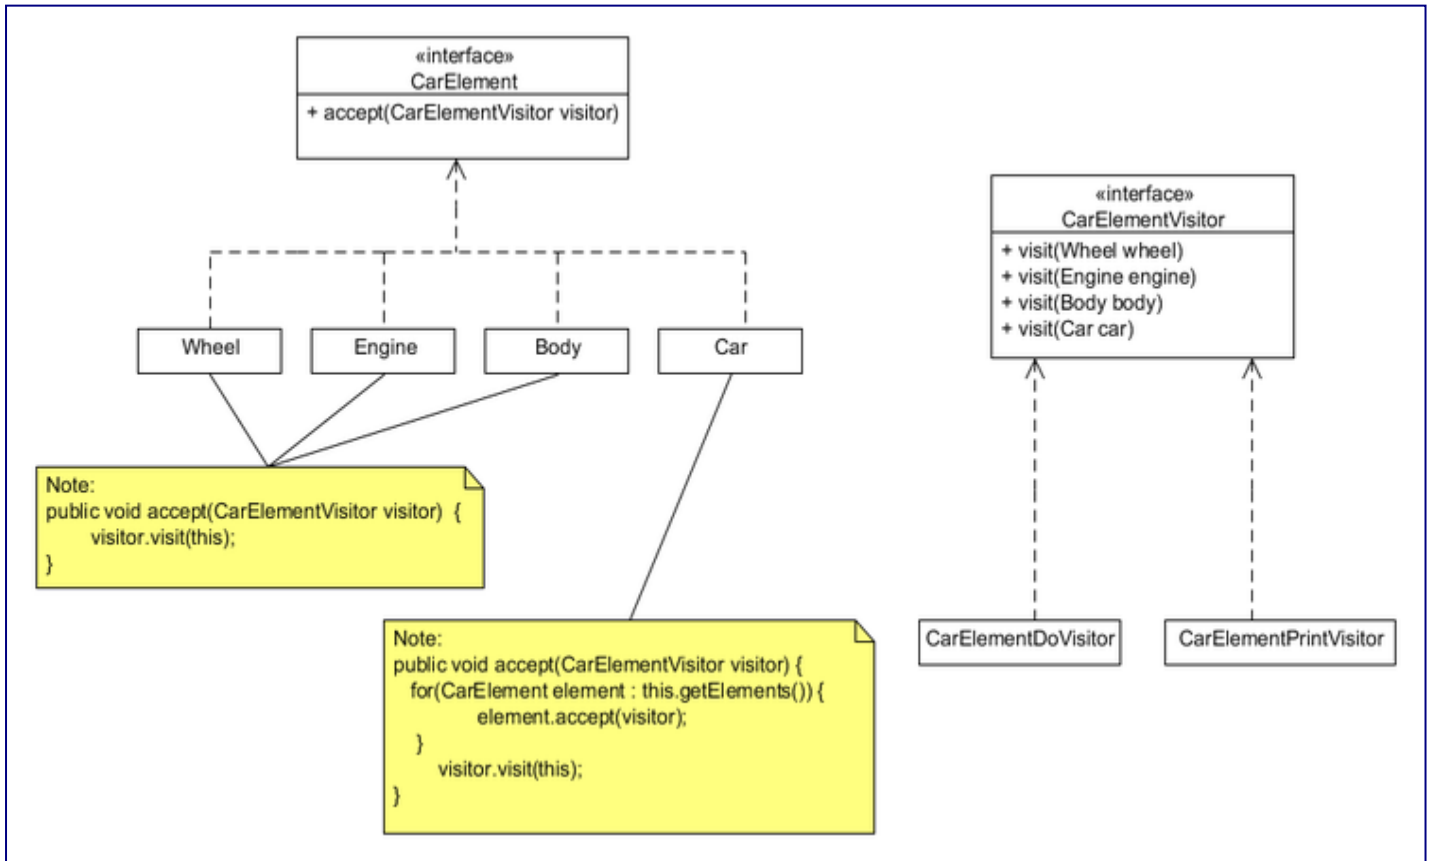 «interface»
CarElement
+ accept(CarElementVisitor visitor)
«interface»
CarElementVisitor
+ visit(Wheel wheel)
+ visit(Engine engine)
+ visit(Body body)
+ visit(Car car)
Wheel
Engine
Body
Car
Note:
public void accept(CarElementVisitor visitor) {
visitor.visit(this);
}
Note:
public void accept(CarElementVisitor visitor) {
for(CarElement element : this.getElements()) {
element.accept(visitor);
}
visitor.visit(this);
}
CarElementDoVisitor
CarElementPrintVisitor